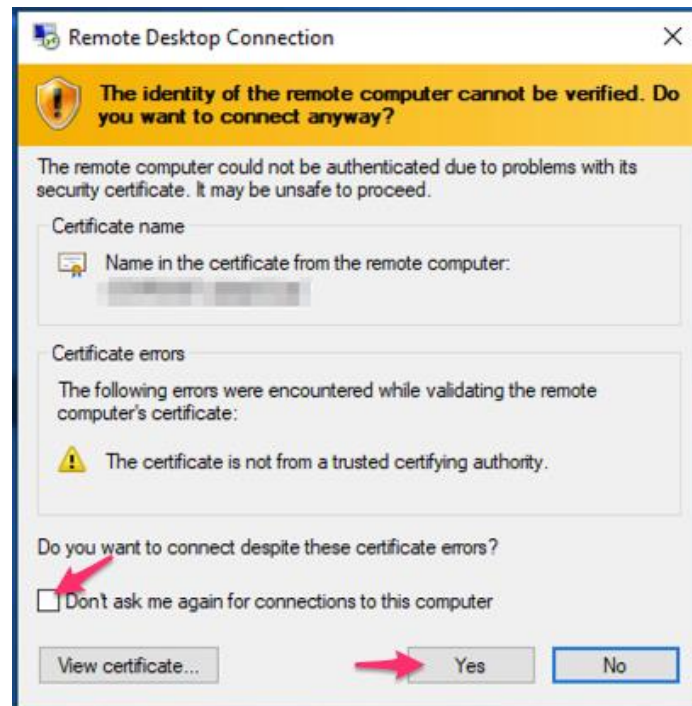 Remote Desktop Connection
The identity of the remote computer cannot be verified. Do
you want to connect anyway?
The remote computer could not be authenticated due to problems with its
security certificate. It may be unsafe to proceed.
Certificate name
Name in the certificate from the remote computer:
Certificate errors
The following errors were encountered while validating the remote
computer's certificate:
The certificate is not from a trusted certifying authority.
Do you want to connect despite these certificate errors?
Don't ask me again for connections to this computer
View certificate...
Yes
No